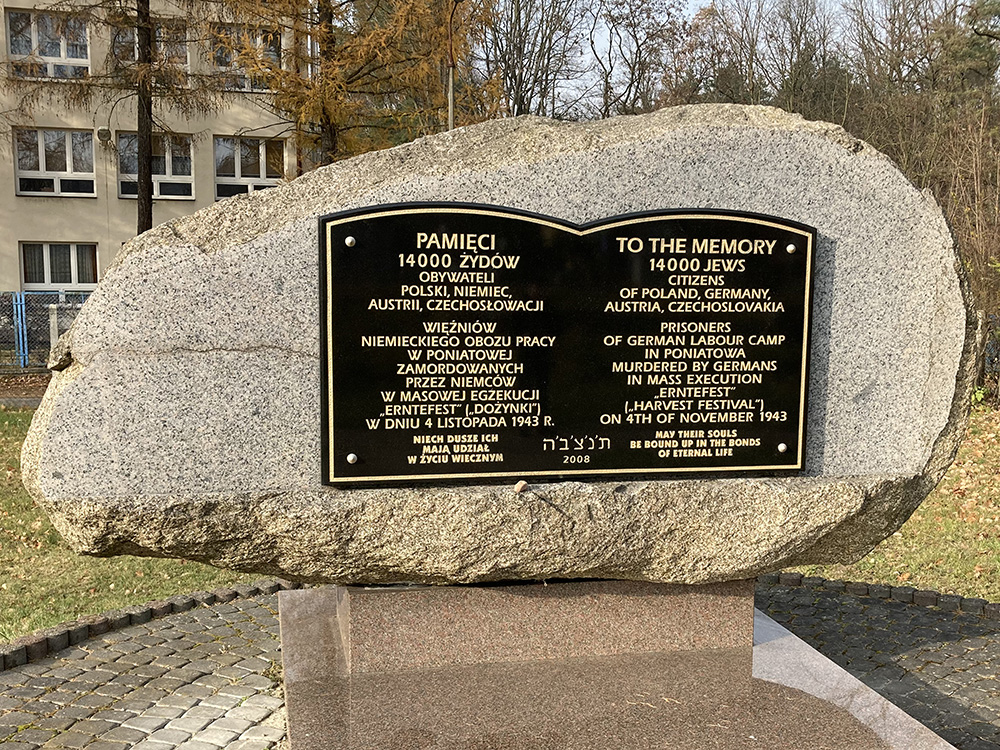 PAMIĘCI
14000 ŻYDÓW
OBYWATELI
POLSKI, NIEMIEC,
AUSTRII, CZECHOSŁOWACJI
WIĘŹNIÓW
NIEMIECKIEGO OBOZU PRACY
W PONIATOWEJ
ZAMORDOWANYCH
PRZEZ NIEMCÓW
W MASOWEJ EGZEKUCJI
„ERNTEFEST" („DOŻYNKI")
W DNIU 4 LISTOPADA 1943 R.
NIECH DUSZE ICH
MAJĄ UDZIAŁ
W ŻYCIU WIECZNYM
TO THE MEMORY
14000 JEWS
CITIZENS
OF POLAND, GERMANY,
AUSTRIA, CZECHOSLOVAKIA
PRISONERS
OF GERMAN LABOUR CAMP
IN PONIATOWA
MURDERED BY GERMANS
IN MASS EXECUTION
„ERNTEFEST"
(„HARVEST FESTIVAL")
ON 4TH OF NOVEMBER 1943
MAY THEIR SOULS
BE BOUND UP IN THE BONDS
OF ETERNAL LIFE
ת'נ'צ'ב'ה
2008